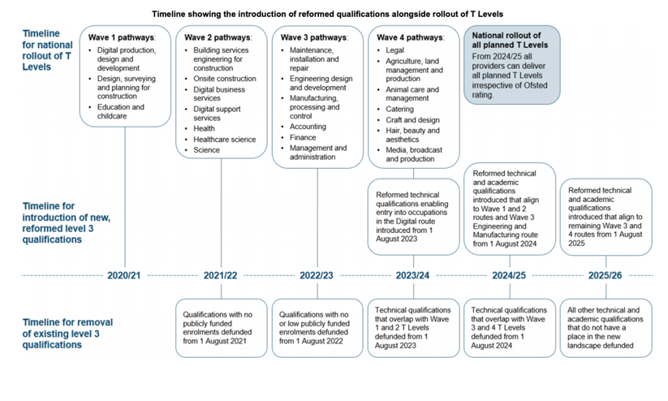 Timeline showing the introduction of reformed qualifications alongside rollout of T Levels
Timeline
for national
rollout of T
Levels
Wave 1 pathways:
• Digital production,
design and
development
• Design, surveying
and planning for
construction
• Education and
childcare
Wave 2 pathways:
• Building services
engineering for
construction
• Onsite construction
• Digital business
services
• Digital support
services
• Health
• Healthcare science
• Science
Wave 3 pathways:
• Maintenance,
installation and
repair
• Engineering design
and development
• Manufacturing,
processing and
control
• Accounting
• Finance
• Management and
administration
Wave 4 pathways:
• Legal
• Agriculture, land
management and
production
• Animal care and
management
• Catering
• Craft and design
• Hair, beauty and
aesthetics
• Media, broadcast
and production
National rollout of
all planned T Levels
From 2024/25 all
providers can deliver
all planned T Levels
irrespective of Ofsted
rating.
Timeline for
introduction of new,
reformed level 3
qualifications
Reformed technical
qualifications enabling
entry into occupations
in the Digital route
introduced from 1
August 2023
Reformed technical
and academic
qualifications
introduced that align
to Wave 1 and 2
routes and Wave 3
Engineering and
Manufacturing route
from 1 August 2024
Reformed technical
and academic
qualifications
introduced that align to
remaining Wave 3 and
4 routes from 1 August
2025
2020/21
2021/22
2022/23
2023/24
2024/25
2025/26
Timeline for removal
of existing level 3
qualifications
Qualifications with no
publicly funded
enrolments defunded
from 1 August 2021
Qualifications with no
or low publicly funded
enrolments defunded
from 1 August 2022
Technical qualifications
that overlap with Wave
1 and 2 T Levels
defunded from 1
August 2023
Technical qualifications
that overlap with Wave
3 and 4 T Levels
defunded from 1
August 2024
All other technical and
academic qualifications
that do not have a
place in the new
landscape defunded